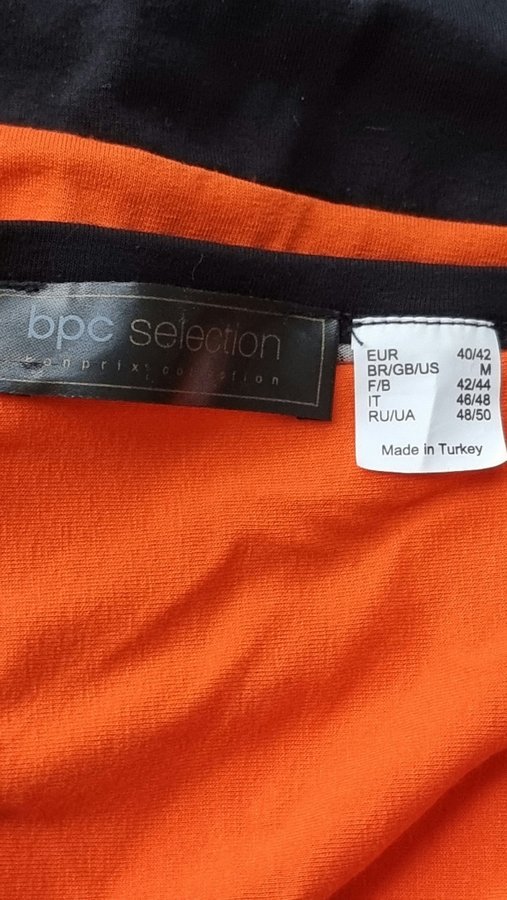 bpc selection
bonprix collection
EUR 40/42
BR/GB/US M
F/B 42/44
IT 46/48
RU/UA 48/50
Made in Turkey